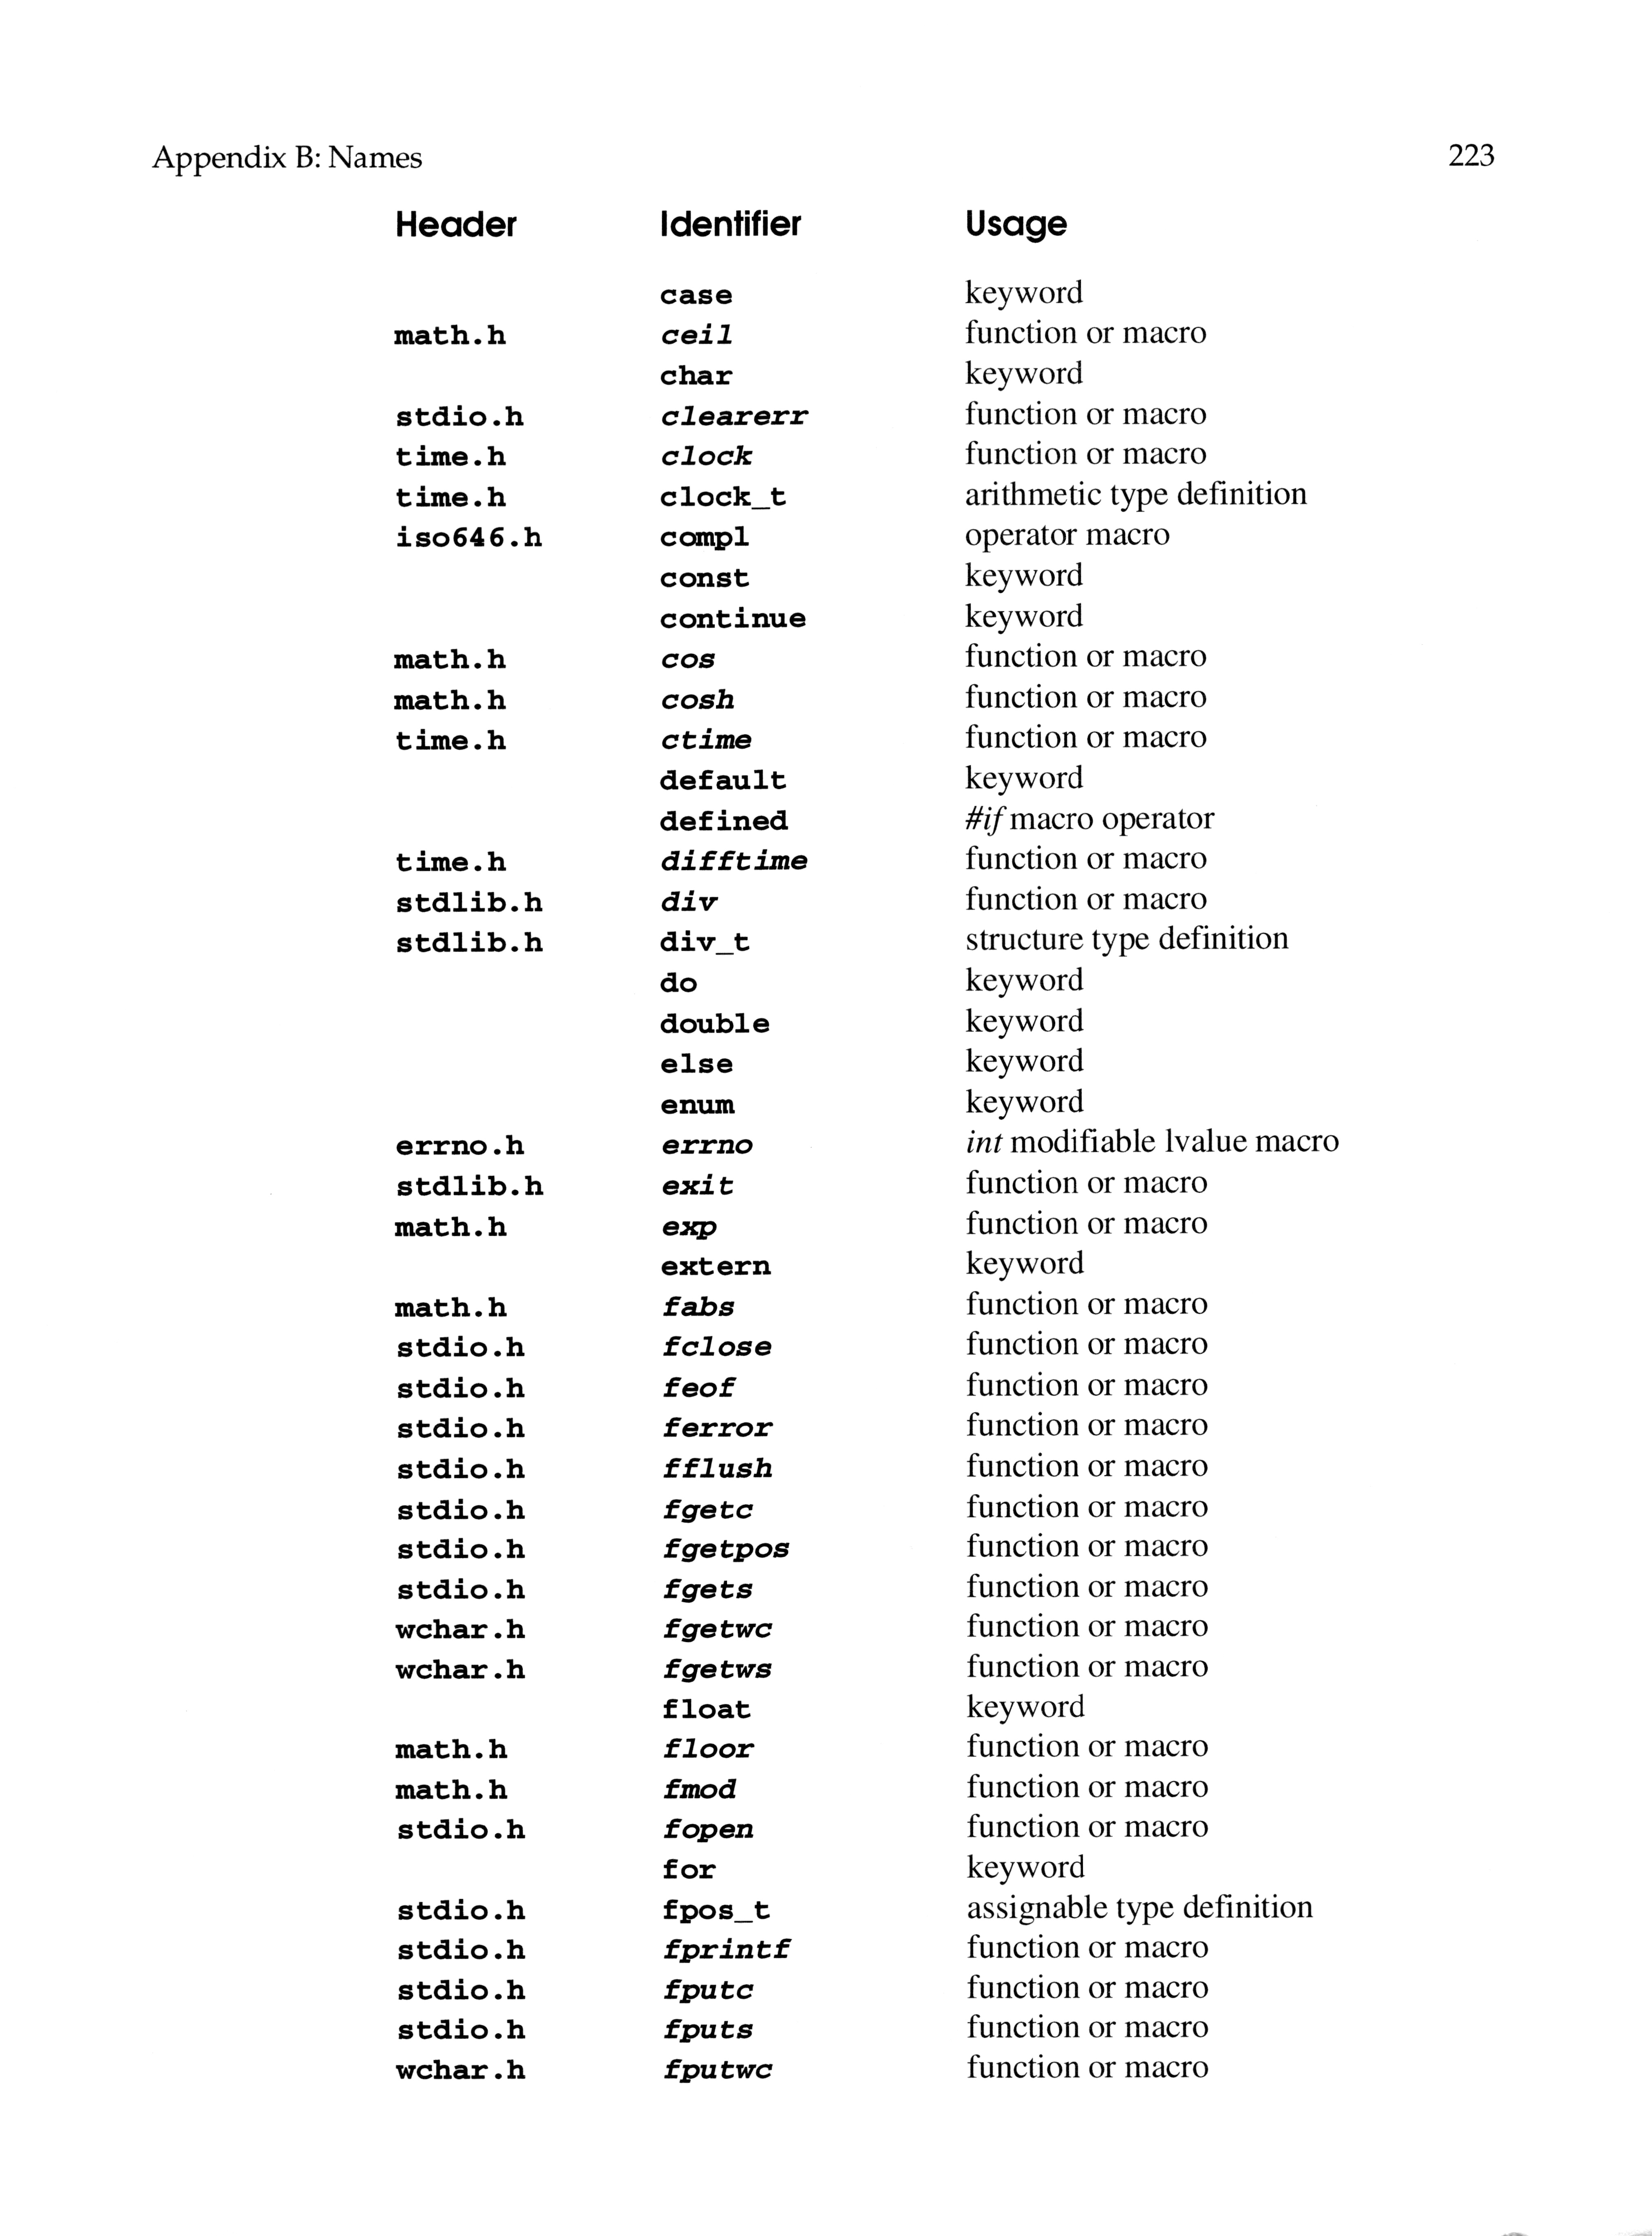 Appendix B: Names 223
Header Identifier Usage
case keyword
math.h ceil function or macro
char keyword
stdio.h clearerr function or macro
time.h clock function or macro
time.h clock_t arithmetic type definition
iso646.h compl operator macro
const keyword
continue keyword
math.h cos function or macro
math.h cosh function or macro
time.h ctime function or macro
default keyword
defined #if macro operator
time.h difftime function or macro
stdlib.h div function or macro
stdlib.h div_t structure type definition
do keyword
double keyword
else keyword
enum keyword
errno.h errno int modifiable lvalue macro
stdlib.h exit function or macro
math.h exp function or macro
extern keyword
math.h fabs function or macro
stdio.h fclose function or macro
stdio.h feof function or macro
stdio.h ferror function or macro
stdio.h fflush function or macro
stdio.h fgetc function or macro
stdio.h fgetpos function or macro
stdio.h fgets function or macro
wchar.h fgetwc function or macro
wchar.h fgetws function or macro
float keyword
math.h floor function or macro
math.h fmod function or macro
stdio.h fopen function or macro
for keyword
stdio.h fpos_t assignable type definition
stdio.h fprintf function or macro
stdio.h fputc function or macro
stdio.h fputs function or macro
wchar.h fputwc function or macro